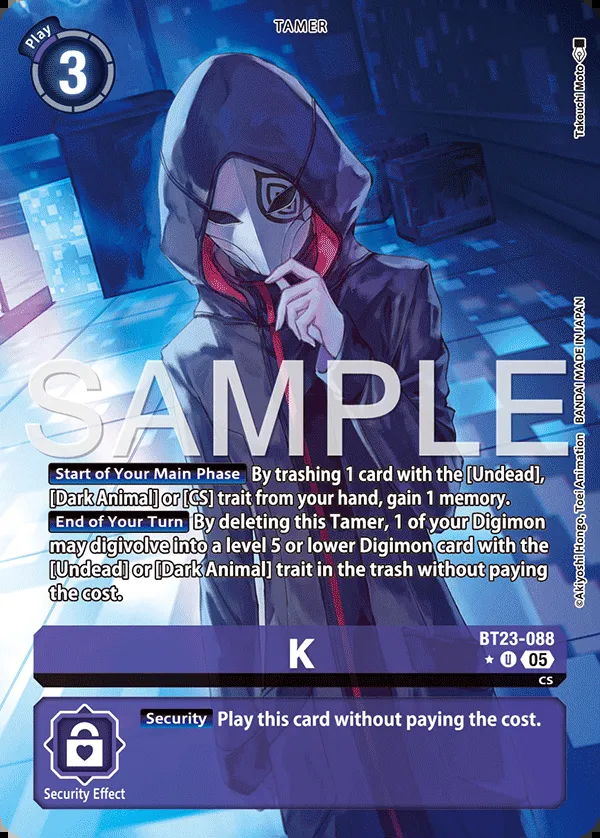 TAMER
Play
3
Takeuchi Moto
SAMPLE
Start of Your Main Phase By trashing 1 card with the [Undead],
[Dark Animal] or [CS] trait from your hand, gain 1 memory.
End of Your Turn By deleting this Tamer, 1 of your Digimon
may digivolve into a level 5 or lower Digimon card with the
[Undead] or [Dark Animal] trait in the trash without paying
the cost.
©Akiyoshi Hongo, Toei Animation BANDAI MADE IN JAPAN
BT23-088
K
U 05
CS
Security Play this card without paying the cost.
Security Effect